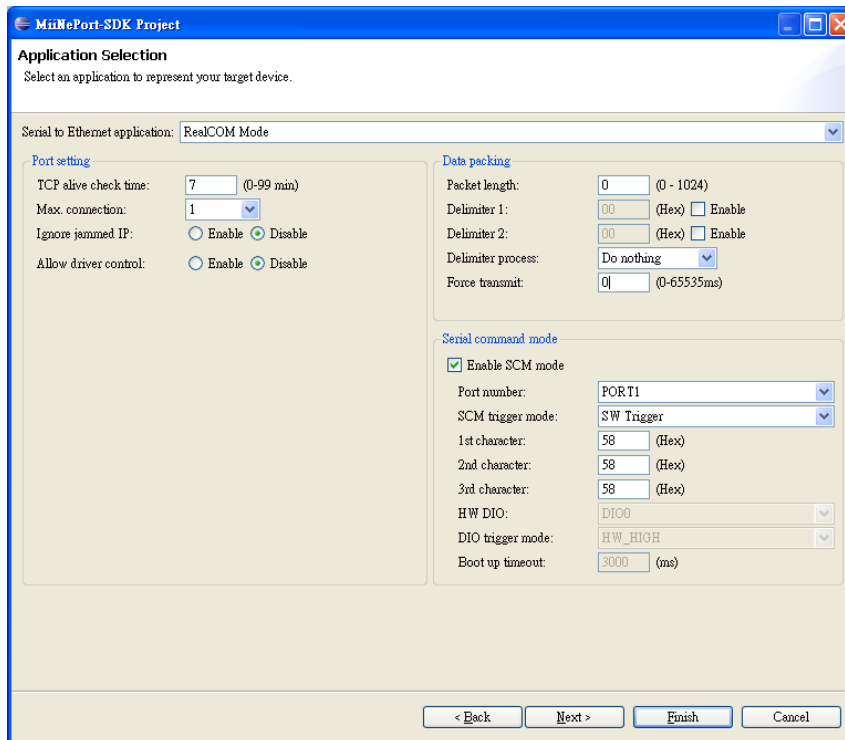 MiiNePort-SDK Project
Application Selection
Select an application to represent your target device.
Serial to Ethernet application: RealCOM Mode
Port setting
TCP alive check time: 7 (0-99 min)
Max. connection: 1
Ignore jammed IP: Enable Disable
Allow driver control: Enable Disable
Data packing
Packet length: 0 (0 - 1024)
Delimiter 1: 00 (Hex) Enable
Delimiter 2: 00 (Hex) Enable
Delimiter process: Do nothing
Force transmit: 0 (0-65535ms)
Serial command mode
Enable SCM mode
Port number: PORT1
SCM trigger mode: SW Trigger
1st character: 58 (Hex)
2nd character: 58 (Hex)
3rd character: 58 (Hex)
HW DIO: DIO0
DIO trigger mode: HW_HIGH
Boot up timeout: 3000 (ms)
< Back Next > Finish Cancel